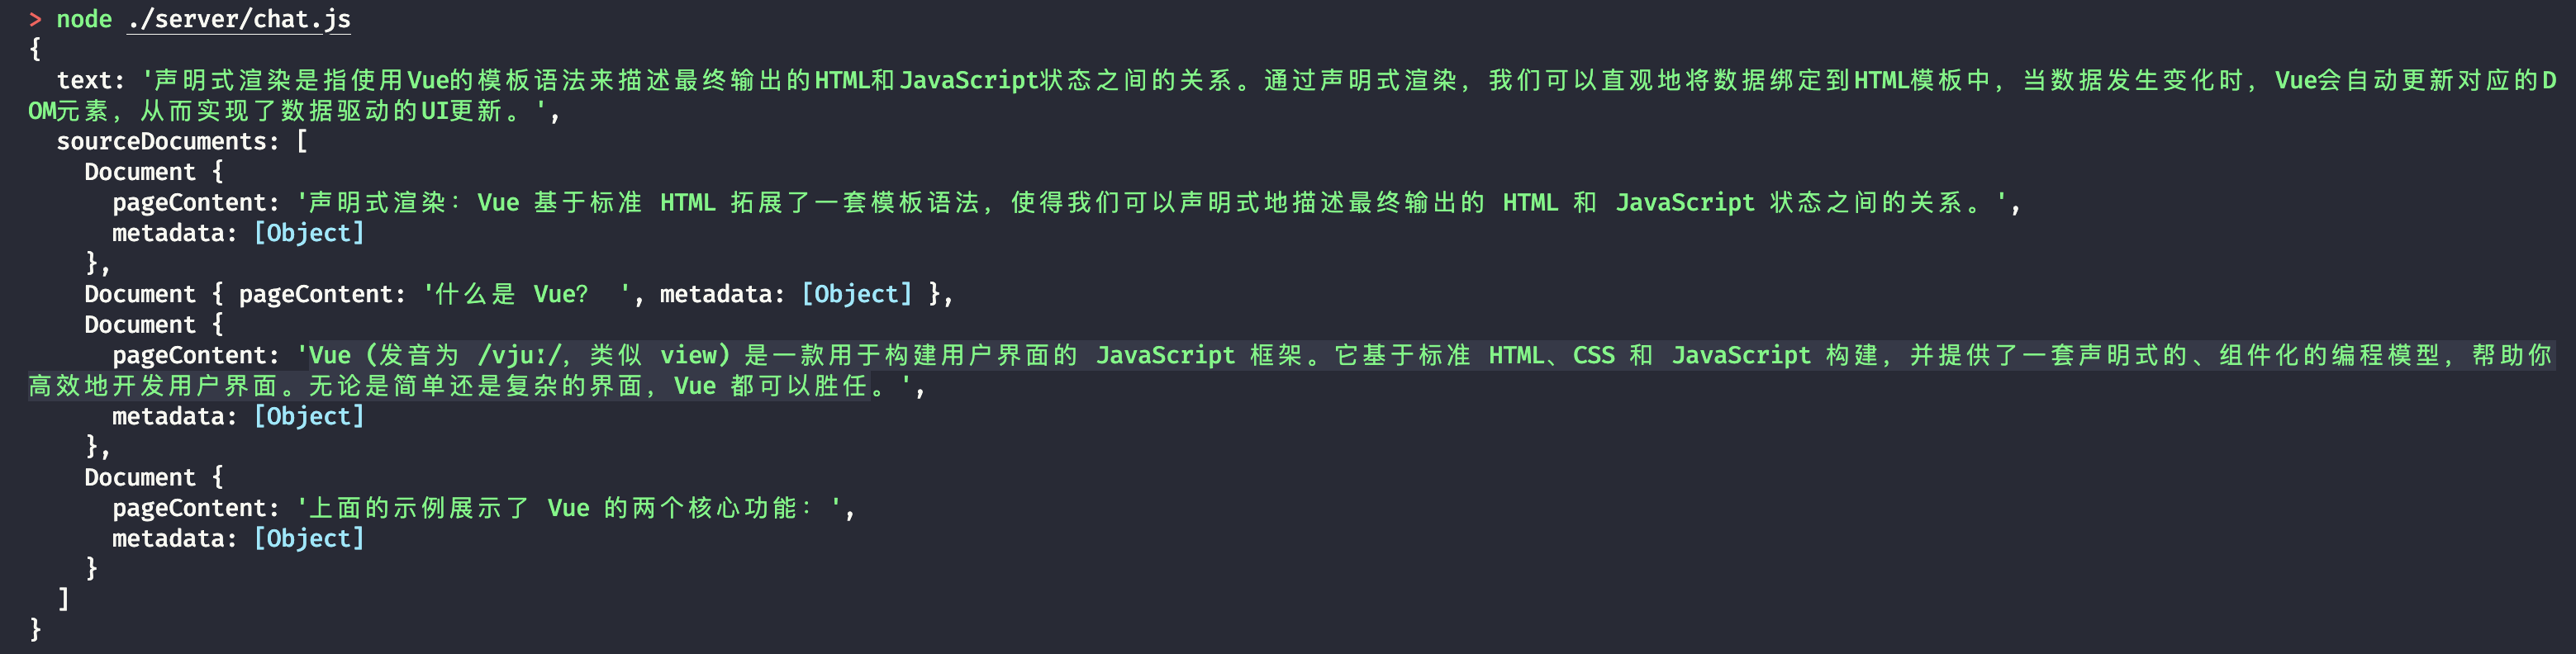 > node ./server/chat.js
{
  text: '声明式渲染是指使用Vue的模板语法来描述最终输出的HTML和JavaScript状态之间的关系。通过声明式渲染，我们可以直观地将数据绑定到HTML模板中，当数据发生变化时，Vue会自动更新对应的D
OM元素，从而实现了数据驱动的UI更新。',
  sourceDocuments: [
    Document {
      pageContent: '声明式渲染：Vue 基于标准 HTML 拓展了一套模板语法，使得我们可以声明式地描述最终输出的 HTML 和 JavaScript 状态之间的关系。',
      metadata: [Object]
    },
    Document { pageContent: '什么是 Vue？ ', metadata: [Object] },
    Document {
      pageContent: 'Vue (发音为 /vjuː/，类似 view) 是一款用于构建用户界面的 JavaScript 框架。它基于标准 HTML、CSS 和 JavaScript 构建，并提供了一套声明式的、组件化的编程模型，帮助你
高效地开发用户界面。无论是简单还是复杂的界面，Vue 都可以胜任。',
      metadata: [Object]
    },
    Document {
      pageContent: '上面的示例展示了 Vue 的两个核心功能：',
      metadata: [Object]
    }
  ]
}